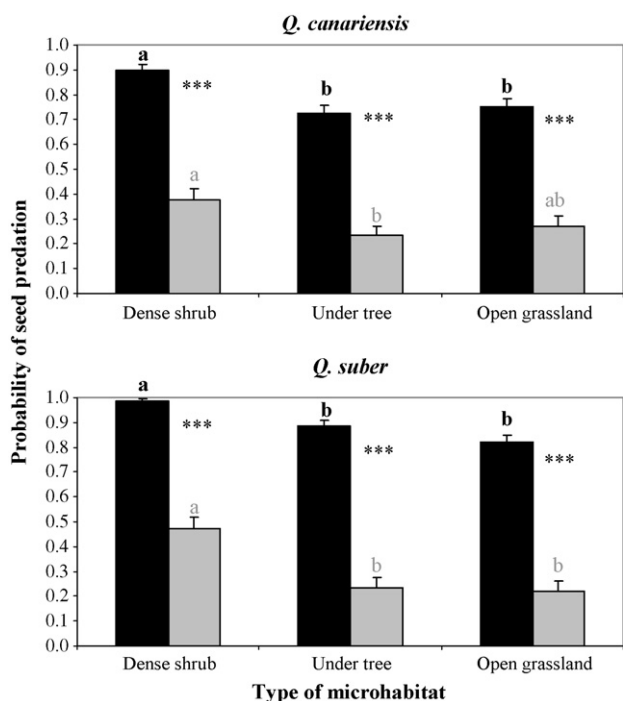 Q. canariensis
1.0
0.9
0.8
0.7
0.6
0.5
0.4
0.3
0.2
0.1
0.0
a
***
a
b
***
b
b
***
ab
Dense shrub Under tree Open grassland
Probability of seed predation
Q. suber
1.0
0.9
0.8
0.7
0.6
0.5
0.4
0.3
0.2
0.1
0.0
a
***
a
b
***
b
b
***
b
Dense shrub Under tree Open grassland
Type of microhabitat